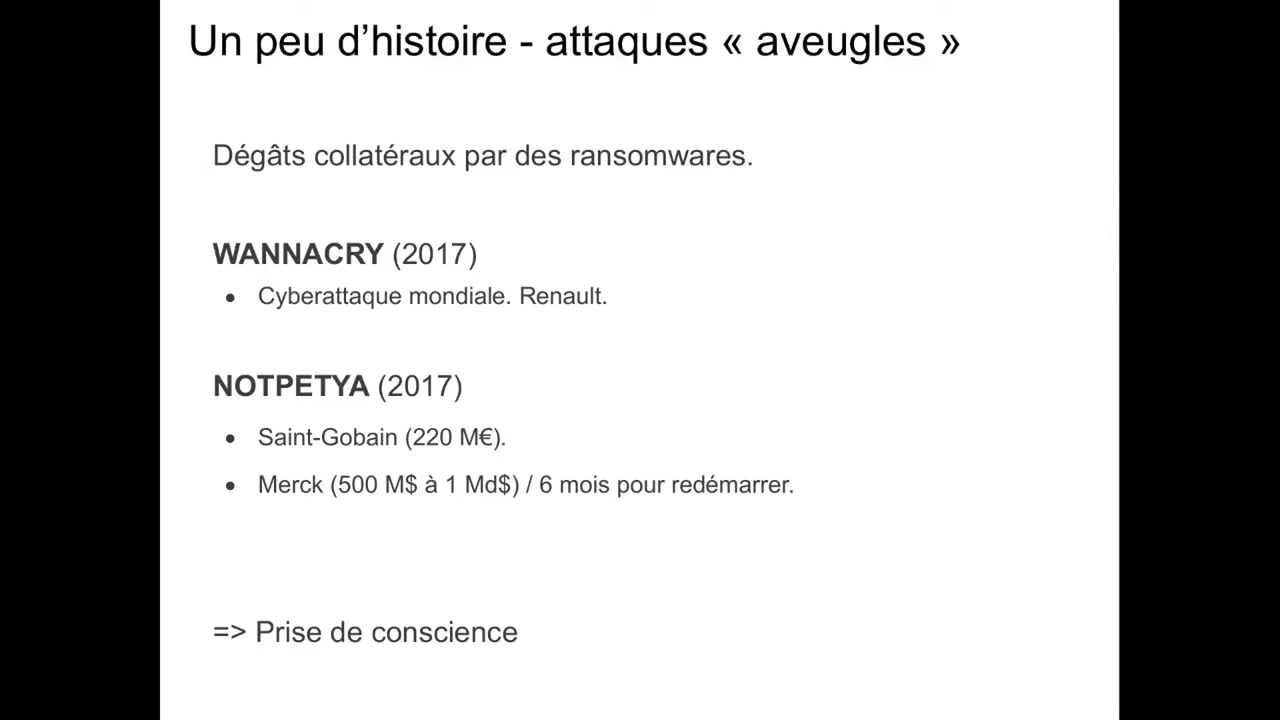 Un peu d’histoire - attaques « aveugles »
Dégâts collatéraux par des ransomwares.
WANNACRY (2017)
• Cyberattaque mondiale. Renault.
NOTPETYA (2017)
• Saint-Gobain (220 M€).
• Merck (500 M$ à 1 Md$) / 6 mois pour redémarrer.
=> Prise de conscience